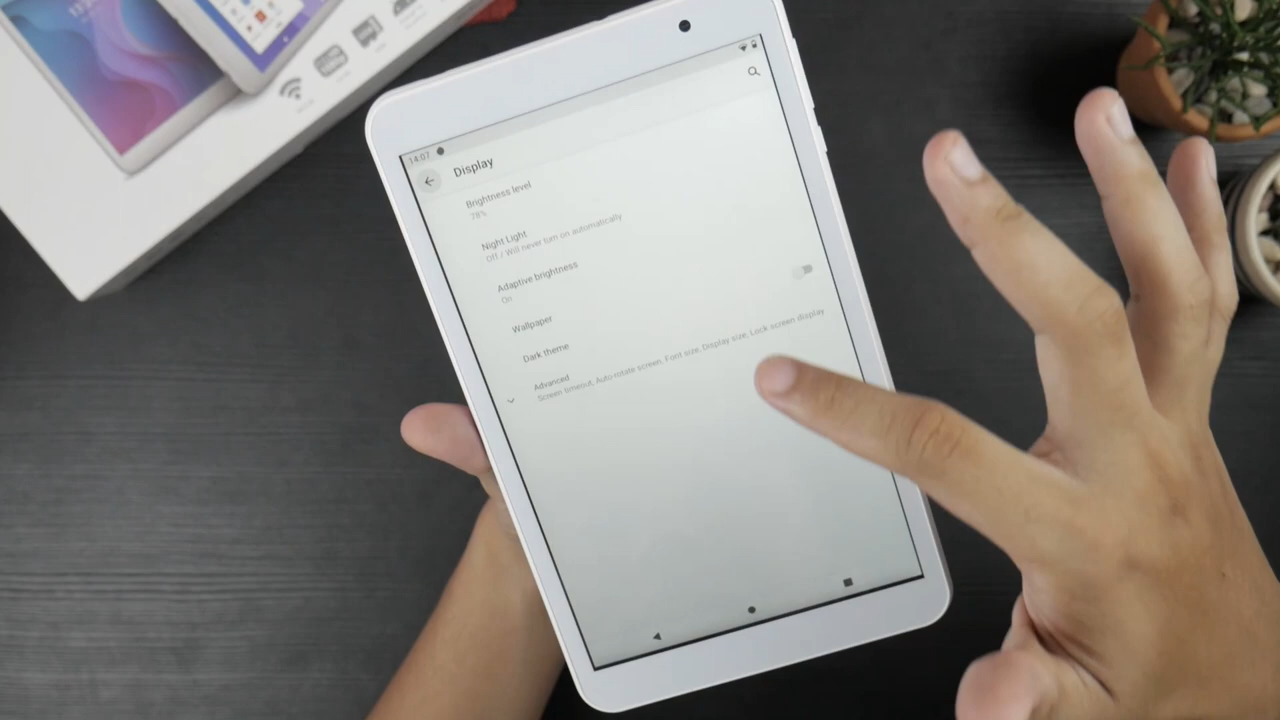 14:07
Display
Brightness level
78%
Night Light
Off / Will never turn on automatically
Adaptive brightness
On
Wallpaper
Dark theme
Advanced
Screen timeout, Auto-rotate screen, Font size, Display size, Lock screen display